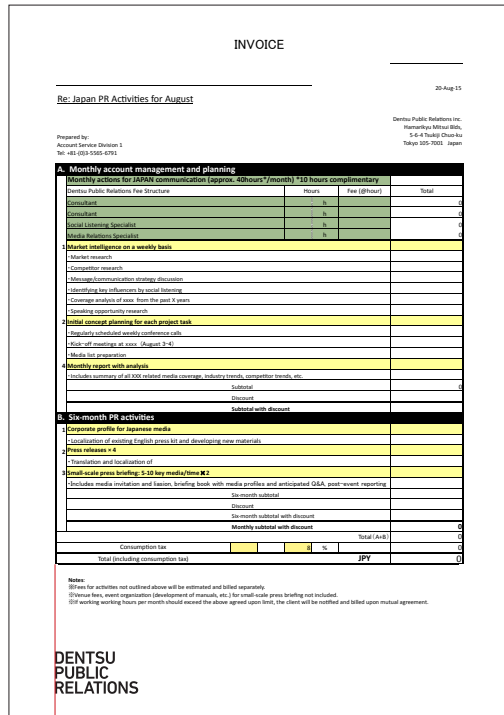 INVOICE
20-Aug-15
Re: Japan PR Activities for August
Dentsu Public Relations Inc.
Hamarikyu Mitsui Blds,
5-6-4 Tsukiji Chuo-ku
Tokyo 105-7001 Japan
Prepared by:
Account Service Division 1
Tel: +81-(0)3-5565-6791
A. Monthly account management and planning
Monthly actions for JAPAN communication (approx. 40hours*/month) *10 hours complimentary
Dentsu Public Relations Fee Structure Hours Fee (@hour) Total
Consultant h 0
Consultant h 0
Social Listening Specialist h 0
Media Relations Specialist h 0
1 Market intelligence on a weekly basis
・Market research
・Competitor research
・Message/communication strategy discussion
・Identifying key influencers by social listening
・Coverage analysis of xxxx from the past X years
・Speaking opportunity research
2 Initial concept planning for each project task
・Regularly scheduled weekly conference calls
・Kick-off meetings at xxxx (August 3-4)
・Media list preparation
4 Monthly report with analysis
・Includes summary of all XXX related media coverage, industry trends, competitor trends, etc.
Subtotal 0
Discount
Subtotal with discount
B. Six-month PR activities
1 Corporate profile for Japanese media
・Localization of existing English press kit and developing new materials
2 Press releases × 4
・Translation and localization of
3 Small-scale press briefing: 5-10 key media/time✖2
・Includes media invitation and liasion, briefing book with media profiles and anticipated Q&A, post-event reporting
Six-month subtotal
Discount
Six-month subtotal with discount
Monthly subtotal with discount 0
Total (A+B) 0
Consumption tax 8 % 0
Total (including consumption tax) JPY 0
Notes:
※Fees for activities not outlined above will be estimated and billed separately.
※Venue fees, event organization (development of manuals, etc.) for small-scale press briefing not included.
※If working working hours per month should exceed the above agreed upon limit, the client will be notified and billed upon mutual agreement.
DENTSU
PUBLIC
RELATIONS